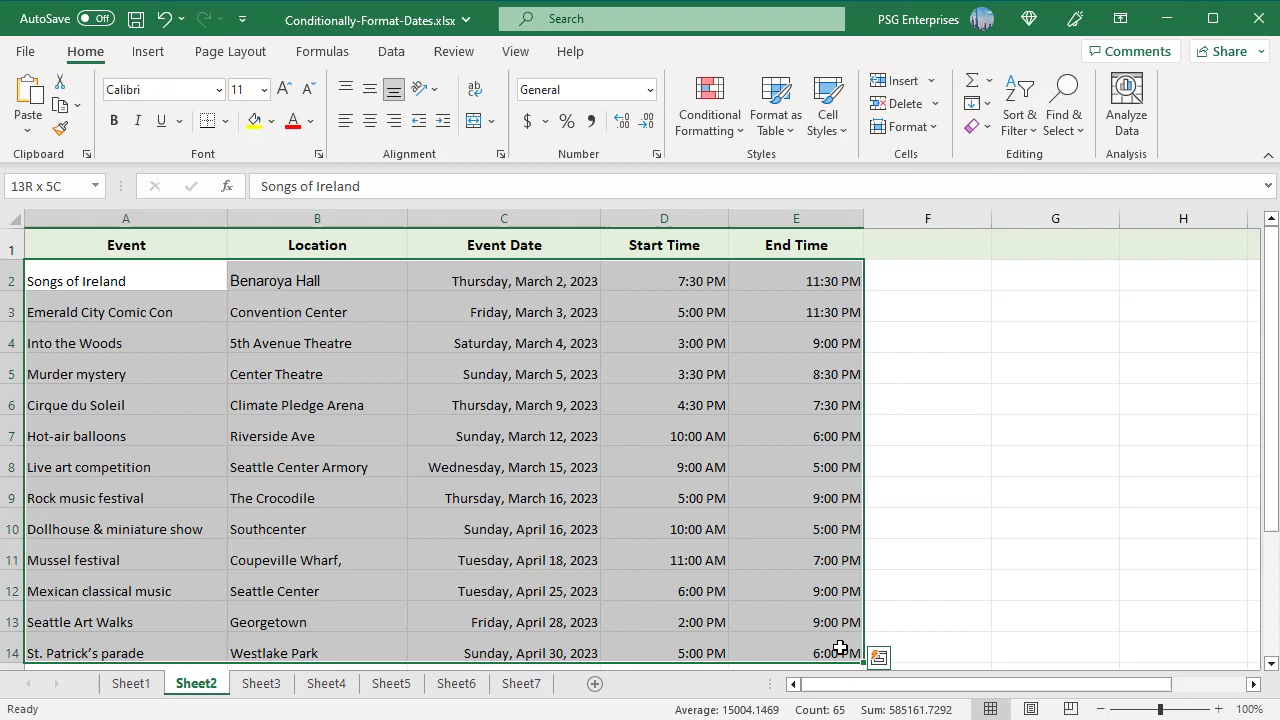 AutoSave Off Conditionally-Format-Dates.xlsx Search PSG Enterprises
File Home Insert Page Layout Formulas Data Review View Help Comments Share
Paste Calibri 11 General Conditional Formatting Format as Table Cell Styles Insert Delete Format Sort & Filter Find & Select Analyze Data
Clipboard Font Alignment Number Styles Cells Editing Analysis
13R x 5C Songs of Ireland
A B C D E F G H
1 Event Location Event Date Start Time End Time
2 Songs of Ireland Benaroya Hall Thursday, March 2, 2023 7:30 PM 11:30 PM
3 Emerald City Comic Con Convention Center Friday, March 3, 2023 5:00 PM 11:30 PM
4 Into the Woods 5th Avenue Theatre Saturday, March 4, 2023 3:00 PM 9:00 PM
5 Murder mystery Center Theatre Sunday, March 5, 2023 3:30 PM 8:30 PM
6 Cirque du Soleil Climate Pledge Arena Thursday, March 9, 2023 4:30 PM 7:30 PM
7 Hot-air balloons Riverside Ave Sunday, March 12, 2023 10:00 AM 6:00 PM
8 Live art competition Seattle Center Armory Wednesday, March 15, 2023 9:00 AM 5:00 PM
9 Rock music festival The Crocodile Thursday, March 16, 2023 5:00 PM 9:00 PM
10 Dollhouse & miniature show Southcenter Sunday, April 16, 2023 10:00 AM 5:00 PM
11 Mussel festival Coupeville Wharf, Tuesday, April 18, 2023 11:00 AM 7:00 PM
12 Mexican classical music Seattle Center Tuesday, April 25, 2023 6:00 PM 9:00 PM
13 Seattle Art Walks Georgetown Friday, April 28, 2023 2:00 PM 9:00 PM
14 St. Patrick’s parade Westlake Park Sunday, April 30, 2023 5:00 PM 6:00 PM
Sheet1 Sheet2 Sheet3 Sheet4 Sheet5 Sheet6 Sheet7
Ready Average: 15004.1469 Count: 65 Sum: 585161.7292 100%